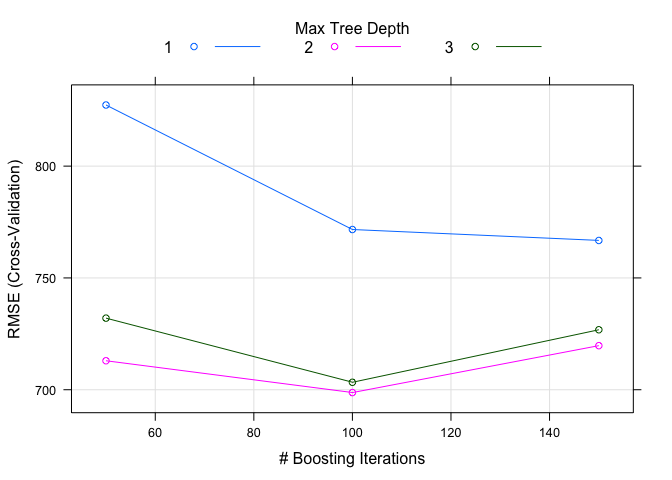 Max Tree Depth
1 2 3
800
750
700
RMSE (Cross-Validation)
60 80 100 120 140
# Boosting Iterations